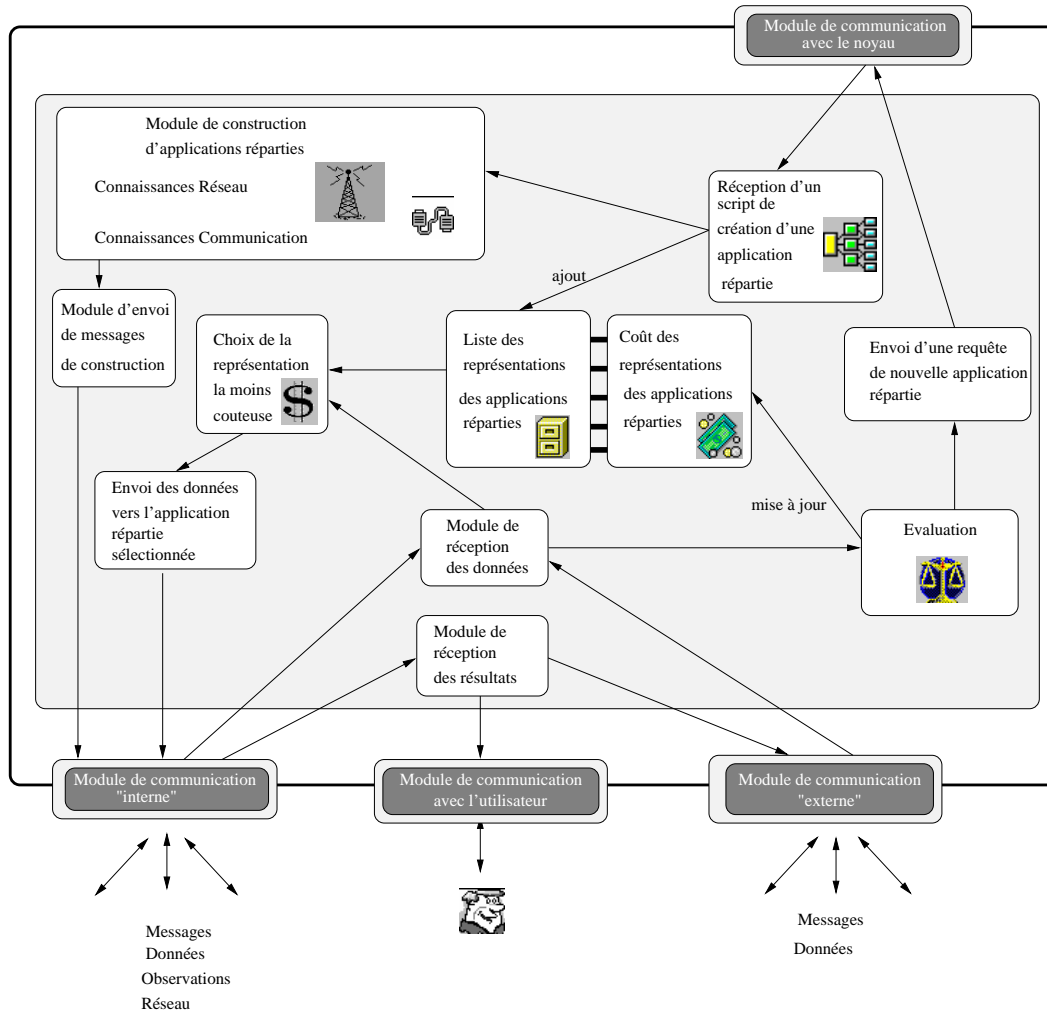 Module de communication
avec le noyau
Module de construction
d'applications réparties
Connaissances Réseau
Connaissances Communication
Réception d'un
script de
création d'une
application
répartie
ajout
Module d'envoi
de messages
de construction
Choix de la
représentation
la moins
couteuse
Liste des
représentations
des applications
réparties
Coût des
représentations
des applications
réparties
Envoi d'une requête
de nouvelle application
répartie
Envoi des données
vers l'application
répartie
sélectionnée
mise à jour
Module de
réception
des données
Evaluation
Module de
réception
des résultats
Module de communication
"interne"
Module de communication
avec l'utilisateur
Module de communication
"externe"
Messages
Données
Observations
Réseau
Messages
Données